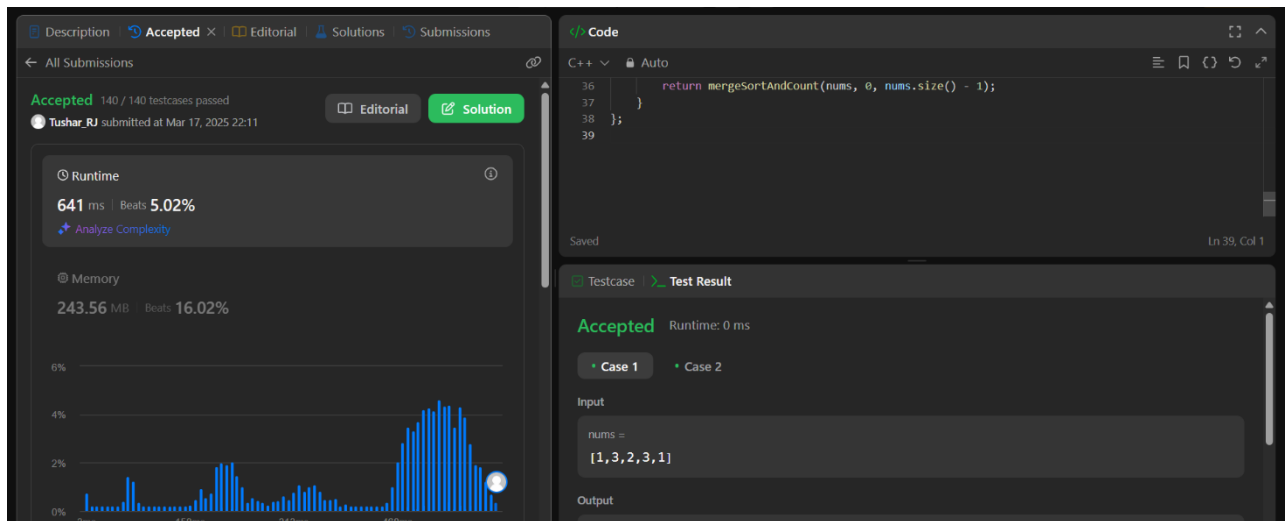 Description
Accepted
Editorial
Solutions
Submissions
All Submissions
Accepted 140 / 140 testcases passed
Tushar_RJ submitted at Mar 17, 2025 22:11
Editorial
Solution
Runtime
641 ms | Beats 5.02%
Analyze Complexity
Memory
243.56 MB | Beats 16.02%
6%
4%
2%
0%
</> Code
C++
Auto
36 return mergeSortAndCount(nums, 0, nums.size() - 1);
37 }
38 };
39
Saved
Ln 39, Col 1
Testcase
>_ Test Result
Accepted Runtime: 0 ms
• Case 1
• Case 2
Input
nums =
[1,3,2,3,1]
Output